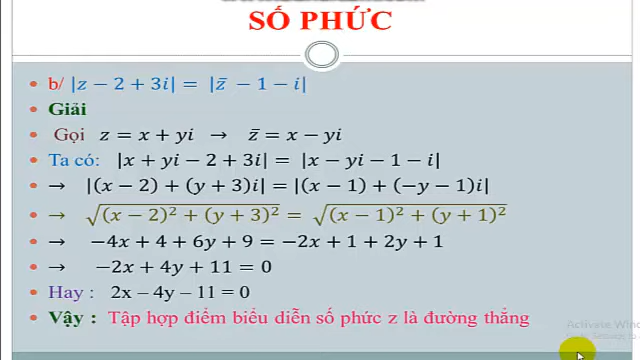 SỐ PHỨC
b/ |z − 2 + 3i| = |z̄ − 1 − i|
Giải
Gọi z = x + yi → z̄ = x − yi
Ta có: |x + yi − 2 + 3i| = |x − yi − 1 − i|
→ |(x − 2) + (y + 3)i| = |(x − 1) + (−y − 1)i|
→ √((x − 2)² + (y + 3)²) = √((x − 1)² + (y + 1)²)
→ −4x + 4 + 6y + 9 = −2x + 1 + 2y + 1
→ −2x + 4y + 11 = 0
Hay : 2x − 4y − 11 = 0
Vậy : Tập hợp điểm biểu diễn số phức z là đường thẳng
Activate Win